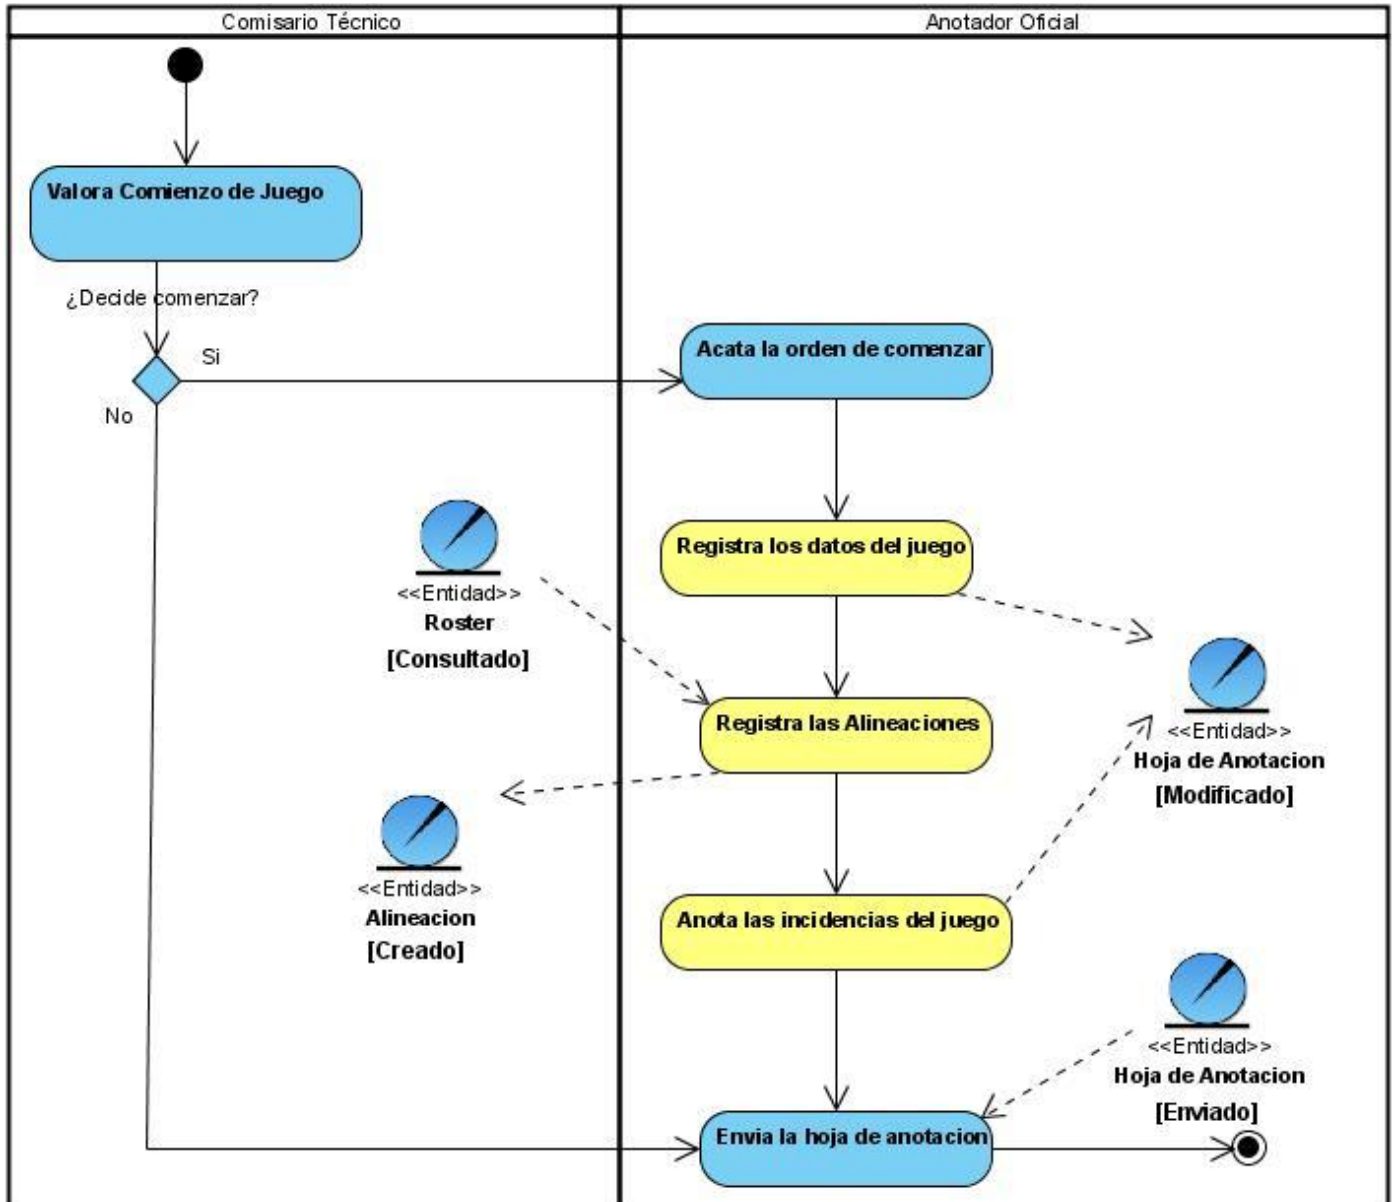 Comisario Técnico
Anotador Oficial
Valora Comienzo de Juego
¿Decide comenzar?
Si
No
Acata la orden de comenzar
Registra los datos del juego
<<Entidad>>
Roster
[Consultado]
<<Entidad>>
Hoja de Anotacion
[Modificado]
Registra las Alineaciones
<<Entidad>>
Alineacion
[Creado]
Anota las incidencias del juego
<<Entidad>>
Hoja de Anotacion
[Enviado]
Envia la hoja de anotacion